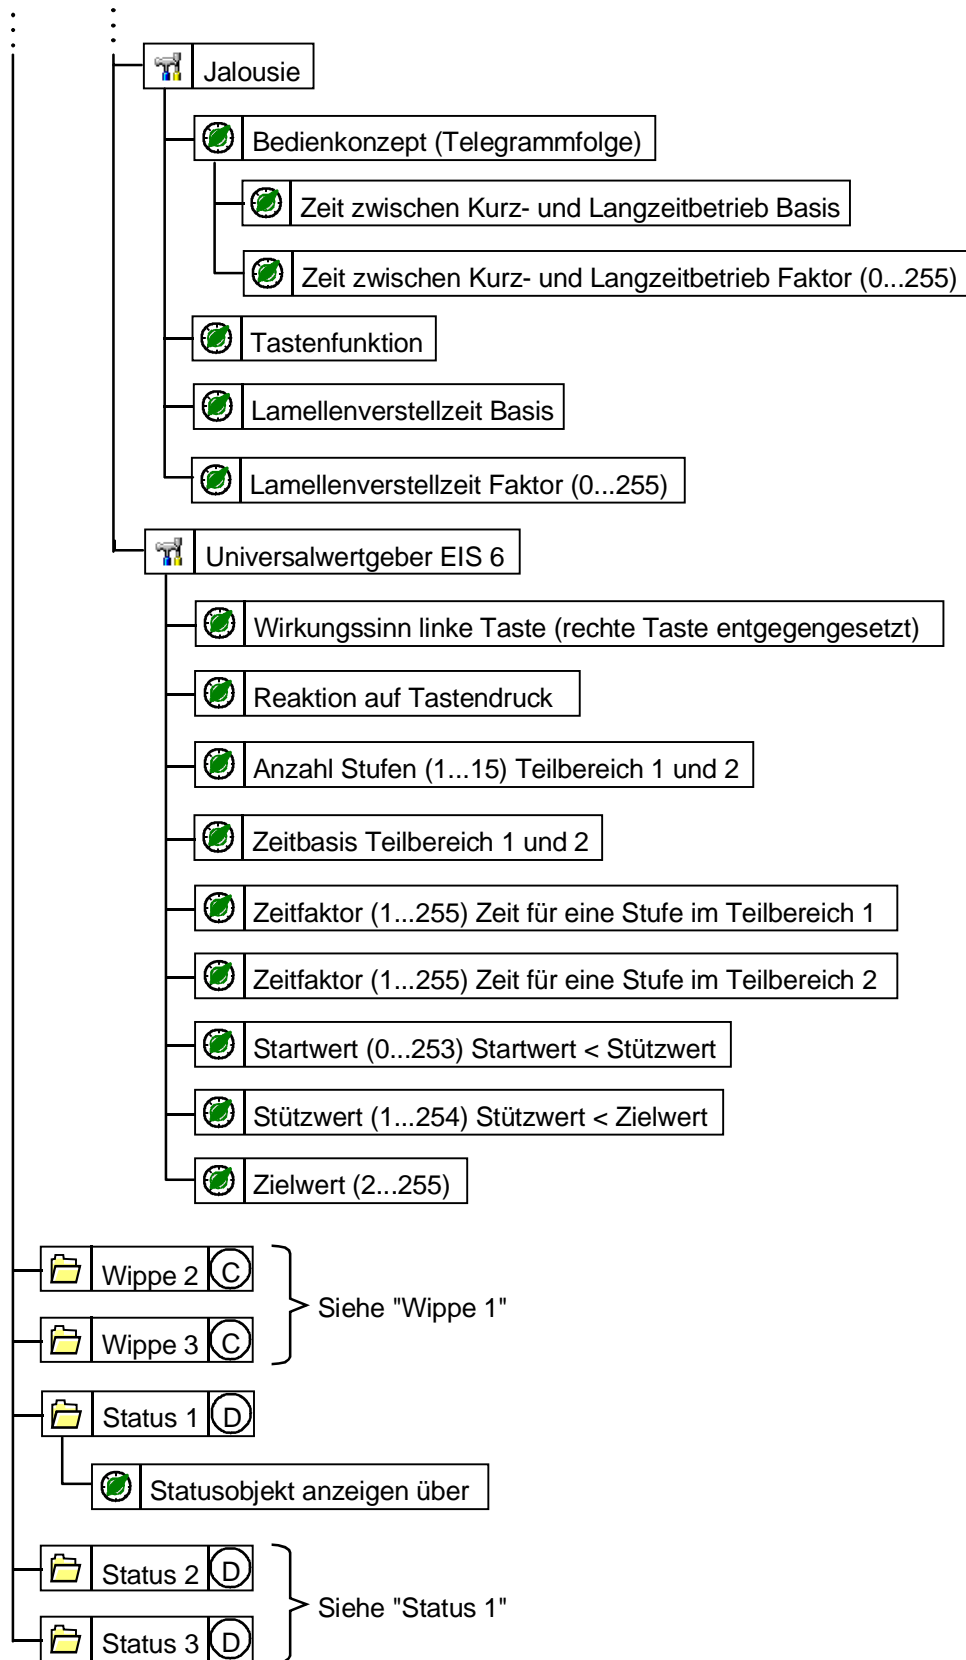 Jalousie
Bedienkonzept (Telegrammfolge)
Zeit zwischen Kurz- und Langzeitbetrieb Basis
Zeit zwischen Kurz- und Langzeitbetrieb Faktor (0...255)
Tastenfunktion
Lamellenverstellzeit Basis
Lamellenverstellzeit Faktor (0...255)
Universalwertgeber EIS 6
Wirkungssinn linke Taste (rechte Taste entgegengesetzt)
Reaktion auf Tastendruck
Anzahl Stufen (1...15) Teilbereich 1 und 2
Zeitbasis Teilbereich 1 und 2
Zeitfaktor (1...255) Zeit für eine Stufe im Teilbereich 1
Zeitfaktor (1...255) Zeit für eine Stufe im Teilbereich 2
Startwert (0...253) Startwert < Stützwert
Stützwert (1...254) Stützwert < Zielwert
Zielwert (2...255)
Wippe 2 C
Siehe "Wippe 1"
Wippe 3 C
Status 1 D
Statusobjekt anzeigen über
Status 2 D
Siehe "Status 1"
Status 3 D